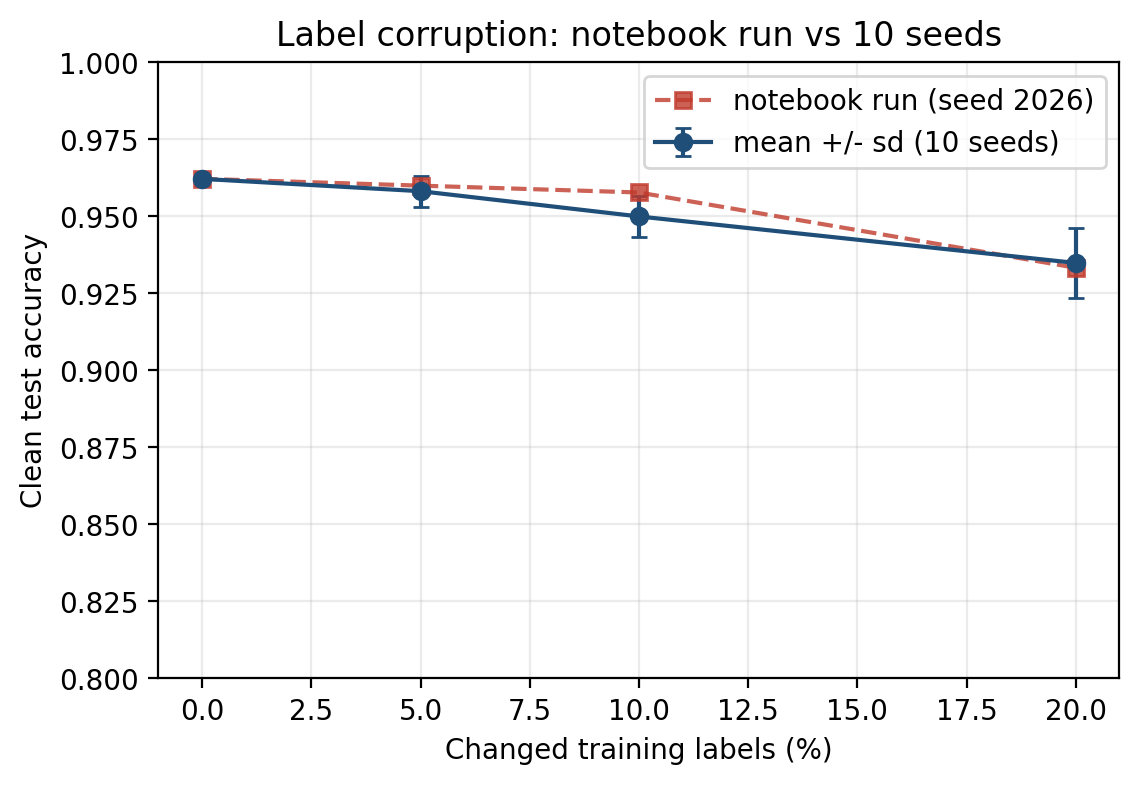 Label corruption: notebook run vs 10 seeds
1.000
0.975
0.950
0.925
0.900
0.875
0.850
0.825
0.800
Clean test accuracy
notebook run (seed 2026)
mean +/- sd (10 seeds)
0.0 2.5 5.0 7.5 10.0 12.5 15.0 17.5 20.0
Changed training labels (%)